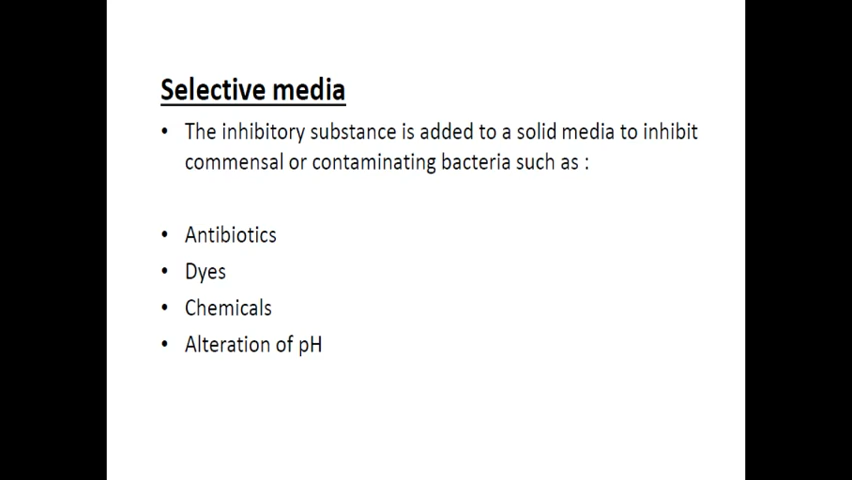 Selective media
• The inhibitory substance is added to a solid media to inhibit
commensal or contaminating bacteria such as :
• Antibiotics
• Dyes
• Chemicals
• Alteration of pH